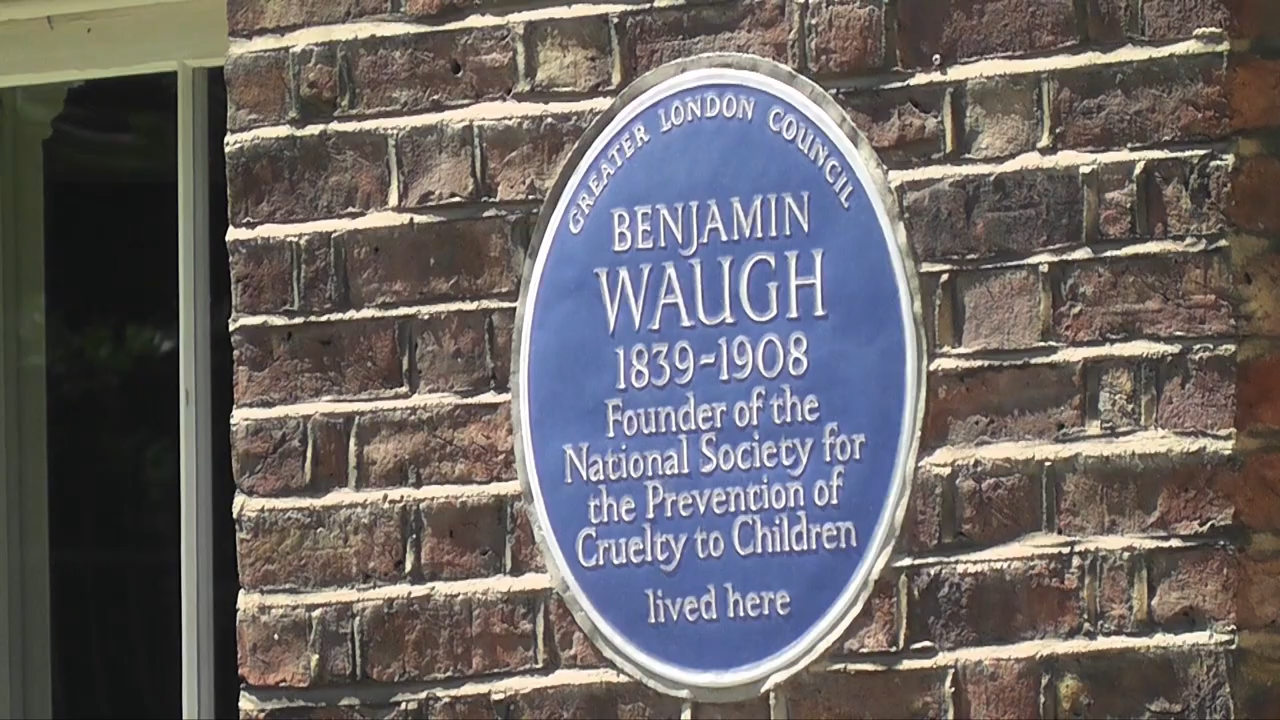 GREATER LONDON COUNCIL
BENJAMIN
WAUGH
1839-1908
Founder of the
National Society for
the Prevention of
Cruelty to Children
lived here